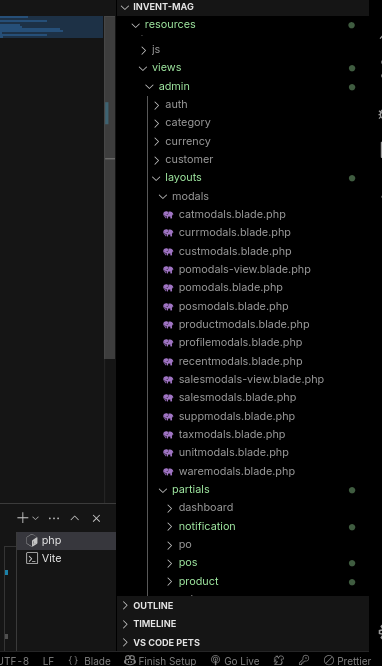 INVENT-MAG
resources
js
views
admin
auth
category
currency
customer
layouts
modals
catmodals.blade.php
currmodals.blade.php
custmodals.blade.php
pomodals-view.blade.php
pomodals.blade.php
posmodals.blade.php
productmodals.blade.php
profilemodals.blade.php
recentmodals.blade.php
salesmodals-view.blade.php
salesmodals.blade.php
suppmodals.blade.php
taxmodals.blade.php
unitmodals.blade.php
waremodals.blade.php
partials
dashboard
notification
po
pos
product
php
Vite
OUTLINE
TIMELINE
VS CODE PETS
UTF-8 LF {} Blade Finish Setup Go Live Prettier